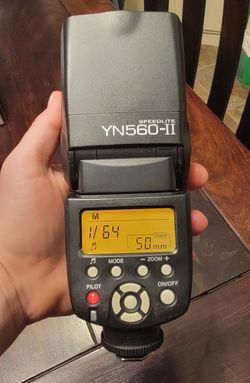 SPEEDLITE
YN560-II
M
1/64
Zoom
50mm
MODE
- ZOOM +
PILOT
ON/OFF